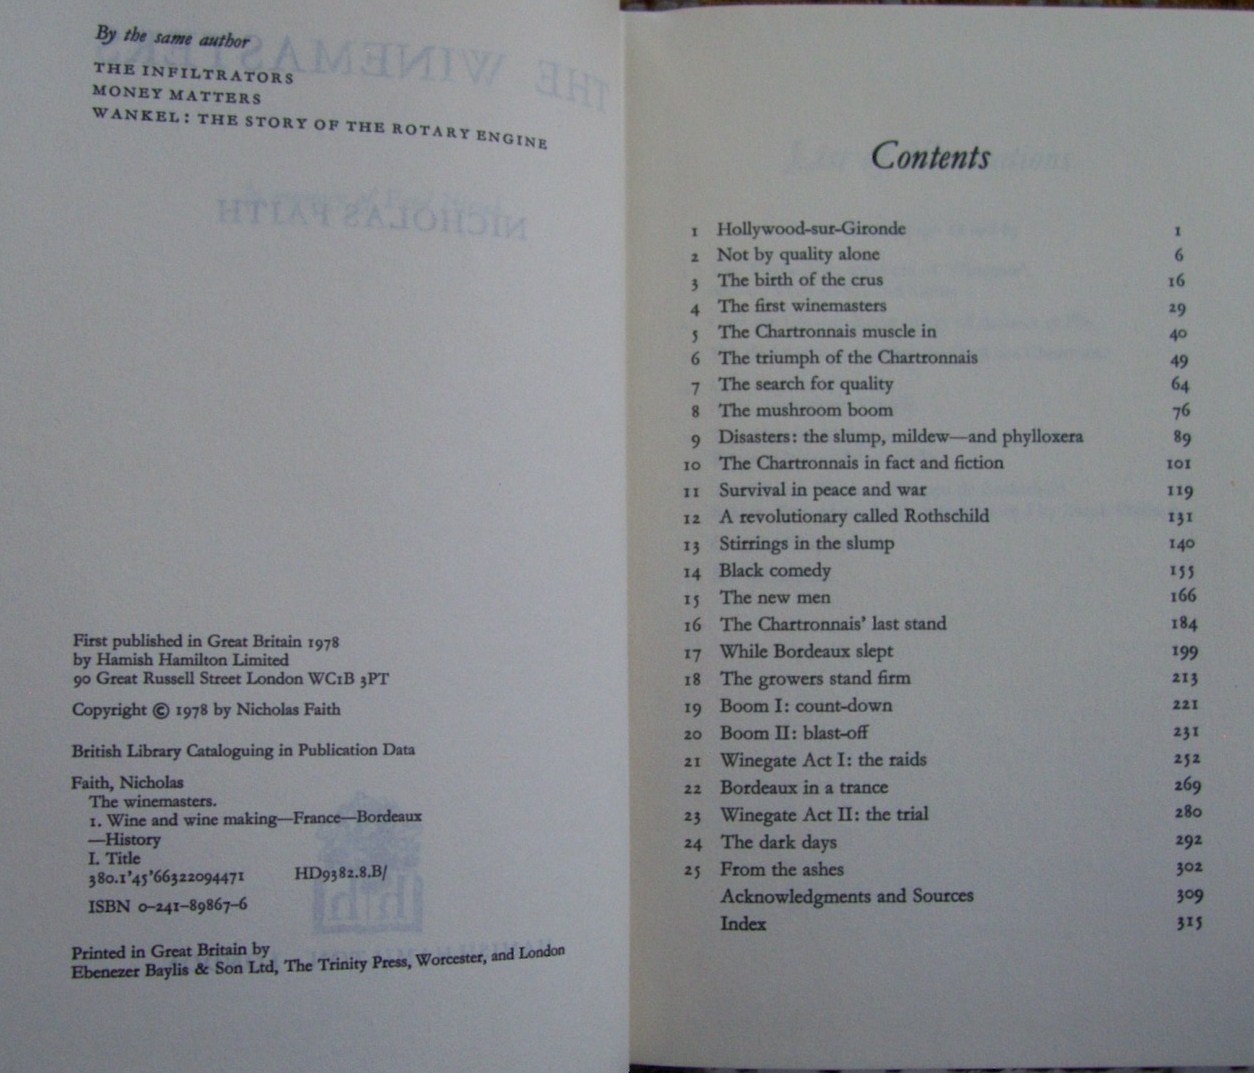 By the same author
THE INFILTRATORS
MONEY MATTERS
WANKEL: THE STORY OF THE ROTARY ENGINE
THE WINEMASTERS
NICHOLAS FAITH
First published in Great Britain 1978
by Hamish Hamilton Limited
90 Great Russell Street London WC1B 3PT
Copyright © 1978 by Nicholas Faith
British Library Cataloguing in Publication Data
Faith, Nicholas
The winemasters.
1. Wine and wine making—France—Bordeaux
—History
I. Title
380.1'45'66322094471 HD9382.8.B/
ISBN 0-241-89867-6
Printed in Great Britain by
Ebenezer Baylis & Son Ltd, The Trinity Press, Worcester, and London
Contents
1 Hollywood-sur-Gironde 1
2 Not by quality alone 6
3 The birth of the crus 16
4 The first winemasters 29
5 The Chartronnais muscle in 40
6 The triumph of the Chartronnais 49
7 The search for quality 64
8 The mushroom boom 76
9 Disasters: the slump, mildew—and phylloxera 89
10 The Chartronnais in fact and fiction 101
11 Survival in peace and war 119
12 A revolutionary called Rothschild 131
13 Stirrings in the slump 140
14 Black comedy 155
15 The new men 166
16 The Chartronnais' last stand 184
17 While Bordeaux slept 199
18 The growers stand firm 213
19 Boom I: count-down 221
20 Boom II: blast-off 231
21 Winegate Act I: the raids 252
22 Bordeaux in a trance 269
23 Winegate Act II: the trial 280
24 The dark days 292
25 From the ashes 302
Acknowledgments and Sources 309
Index 315